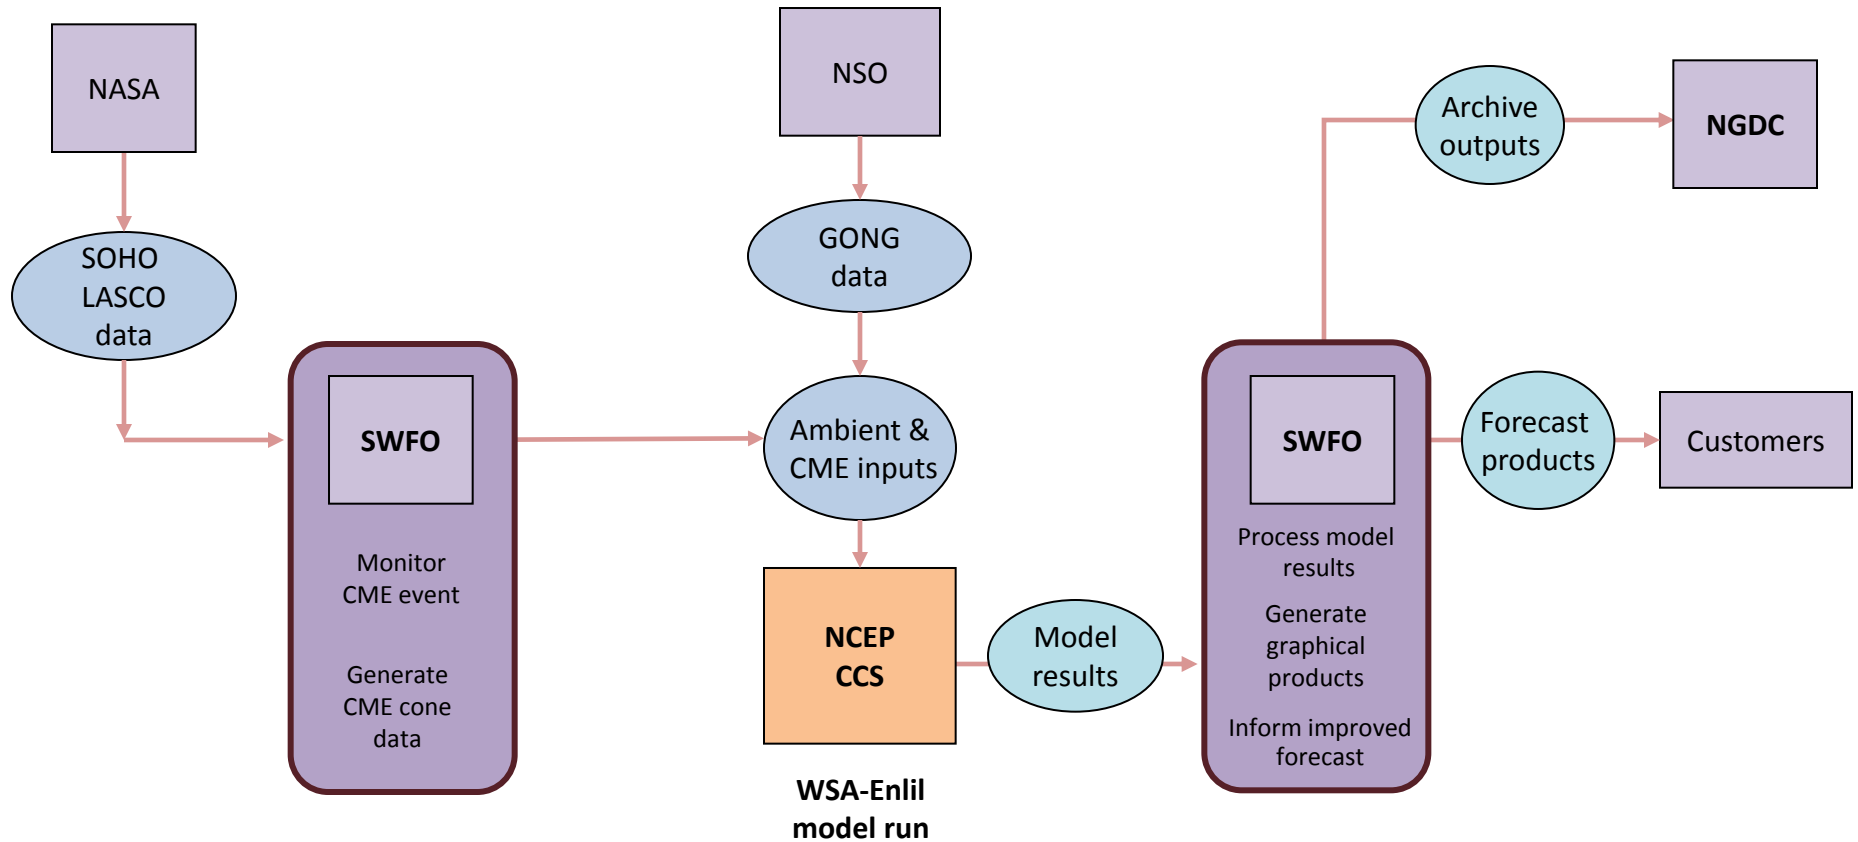 NASA
SOHO
LASCO
data
SWFO
Monitor
CME event
Generate
CME cone
data
NSO
GONG
data
Ambient &
CME inputs
NCEP
CCS
WSA-Enlil
model run
Model
results
SWFO
Process model
results
Generate
graphical
products
Inform improved
forecast
Archive
outputs
NGDC
Forecast
products
Customers